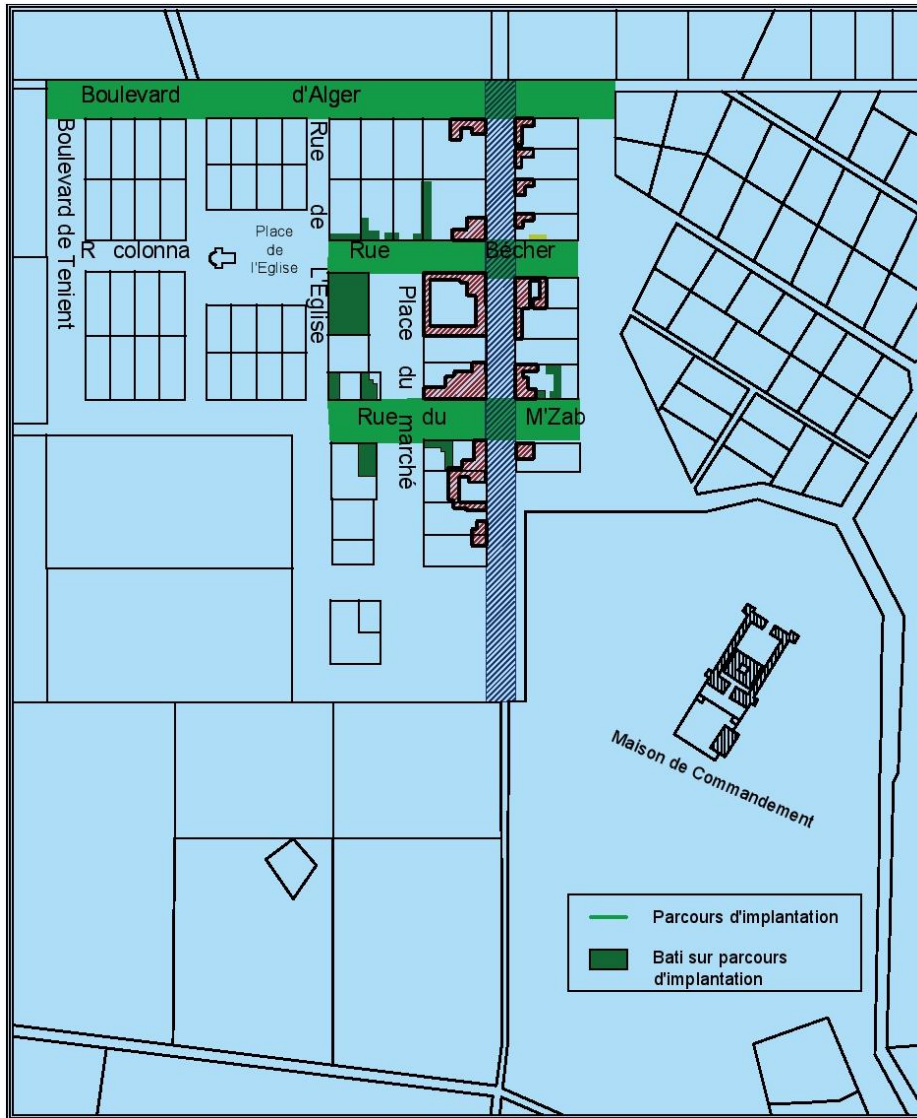 Boulevard d'Alger
Boulevard de Tenient
Rue de L'Eglise
R colonna
Place
de
l'Eglise
Rue Bécher
Place du marché
Rue du M'Zab
Maison de Commandement
Parcours d'implantation
Bati sur parcours
d'implantation